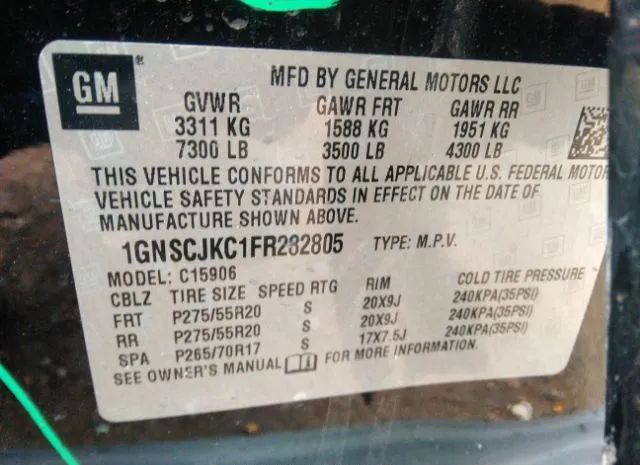 GM
MFD BY GENERAL MOTORS LLC
GVWR GAWR FRT GAWR RR
3311 KG 1588 KG 1951 KG
7300 LB 3500 LB 4300 LB
THIS VEHICLE CONFORMS TO ALL APPLICABLE U.S. FEDERAL MOTOR
VEHICLE SAFETY STANDARDS IN EFFECT ON THE DATE OF
MANUFACTURE SHOWN ABOVE.
1GNSCJKC1FR282805 TYPE: M.P.V.
MODEL: C15906
CBLZ TIRE SIZE SPEED RTG RIM COLD TIRE PRESSURE
FRT P275/55R20 S 20X9J 240KPA(35PSI)
RR P275/55R20 S 20X9J 240KPA(35PSI)
SPA P265/70R17 S 17X7.5J 240KPA(35PSI)
SEE OWNER'S MANUAL FOR MORE INFORMATION.